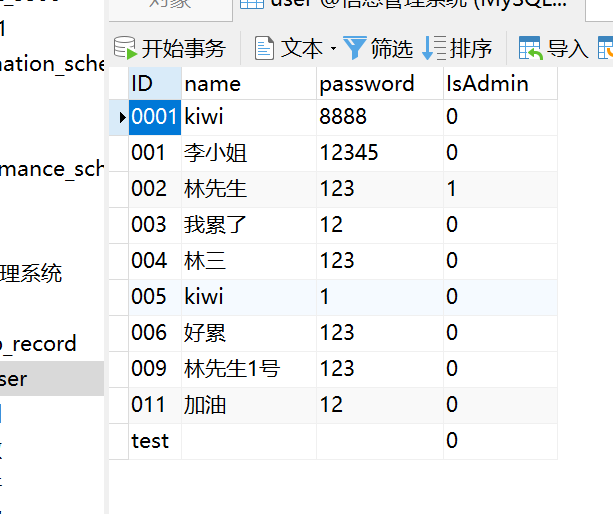 user @信息管理系统 (MySQL...
对象
1
开始事务 文本 筛选 排序 导入
mation_sche
ID name password IsAdmin
0001 kiwi 8888 0
001 李小姐 12345 0
mance_sch
002 林先生 123 1
003 我累了 12 0
004 林三 123 0
理系统
005 kiwi 1 0
006 好累 123 0
o_record
009 林先生1号 123 0
ser
011 加油 12 0
test 0